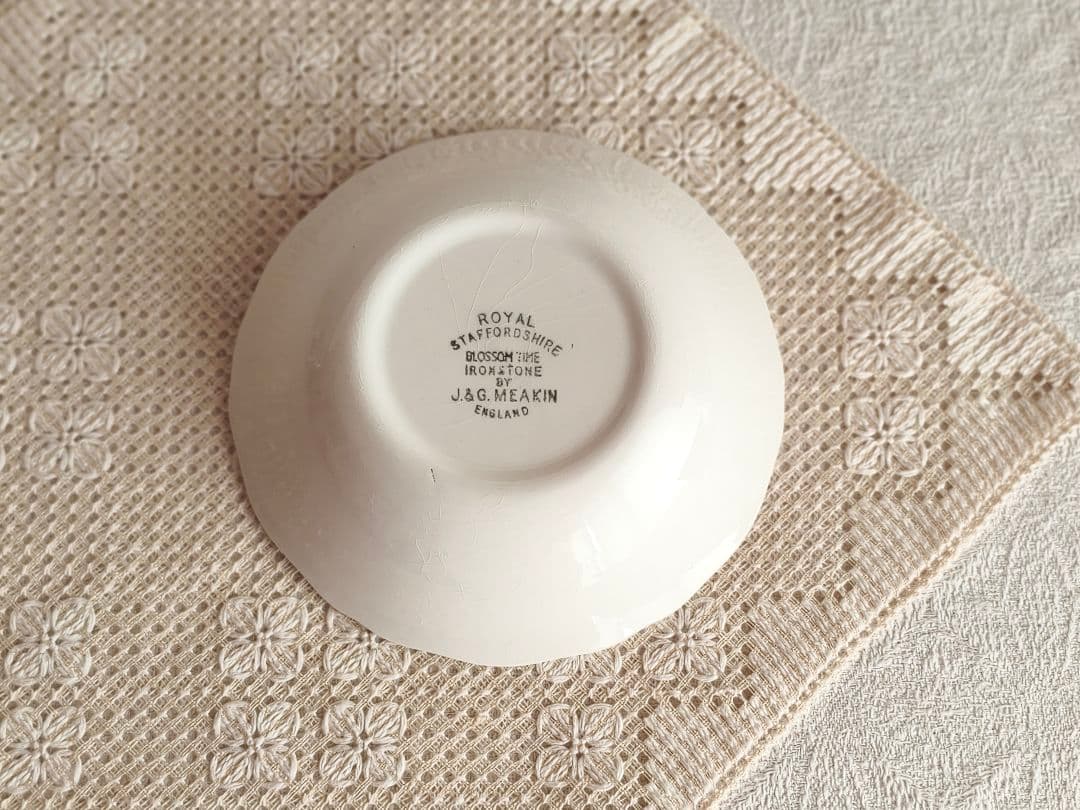 ROYAL
STAFFORDSHIRE
BLOSSOM TIME
IRONSTONE
BY
J.&G. MEAKIN
ENGLAND